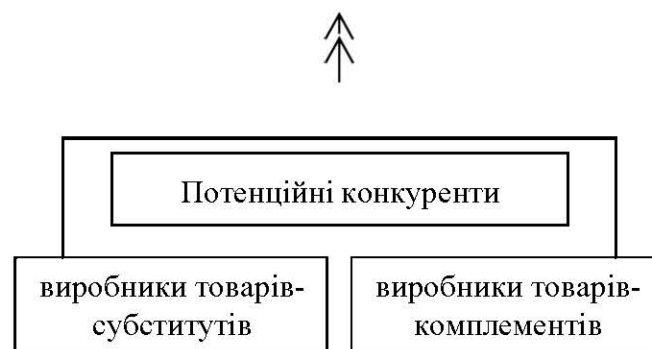 Потенційні конкуренти
виробники товарів-
субститутів
виробники товарів-
комплементів